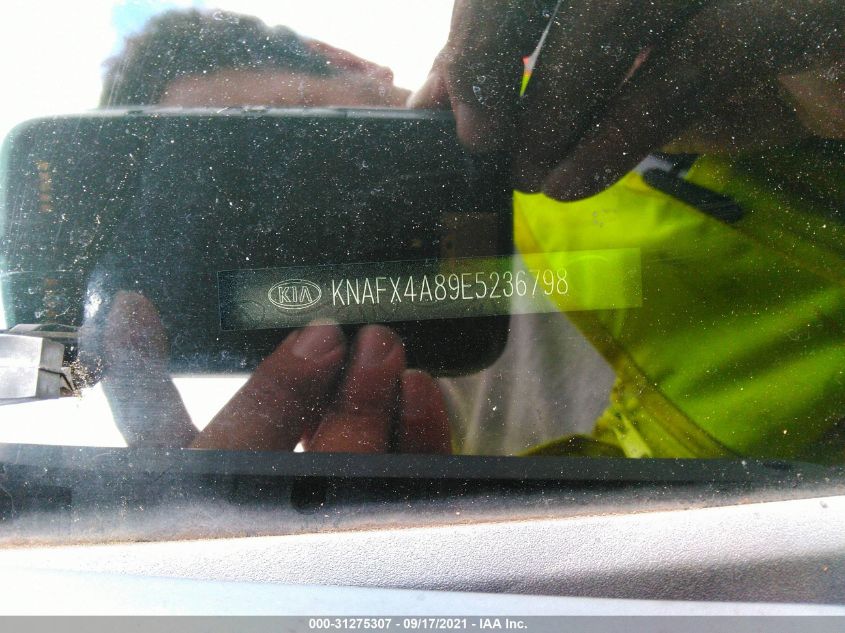 KIA KNAFX4A89E5236798
000-31275307 - 09/17/2021 - IAA Inc.